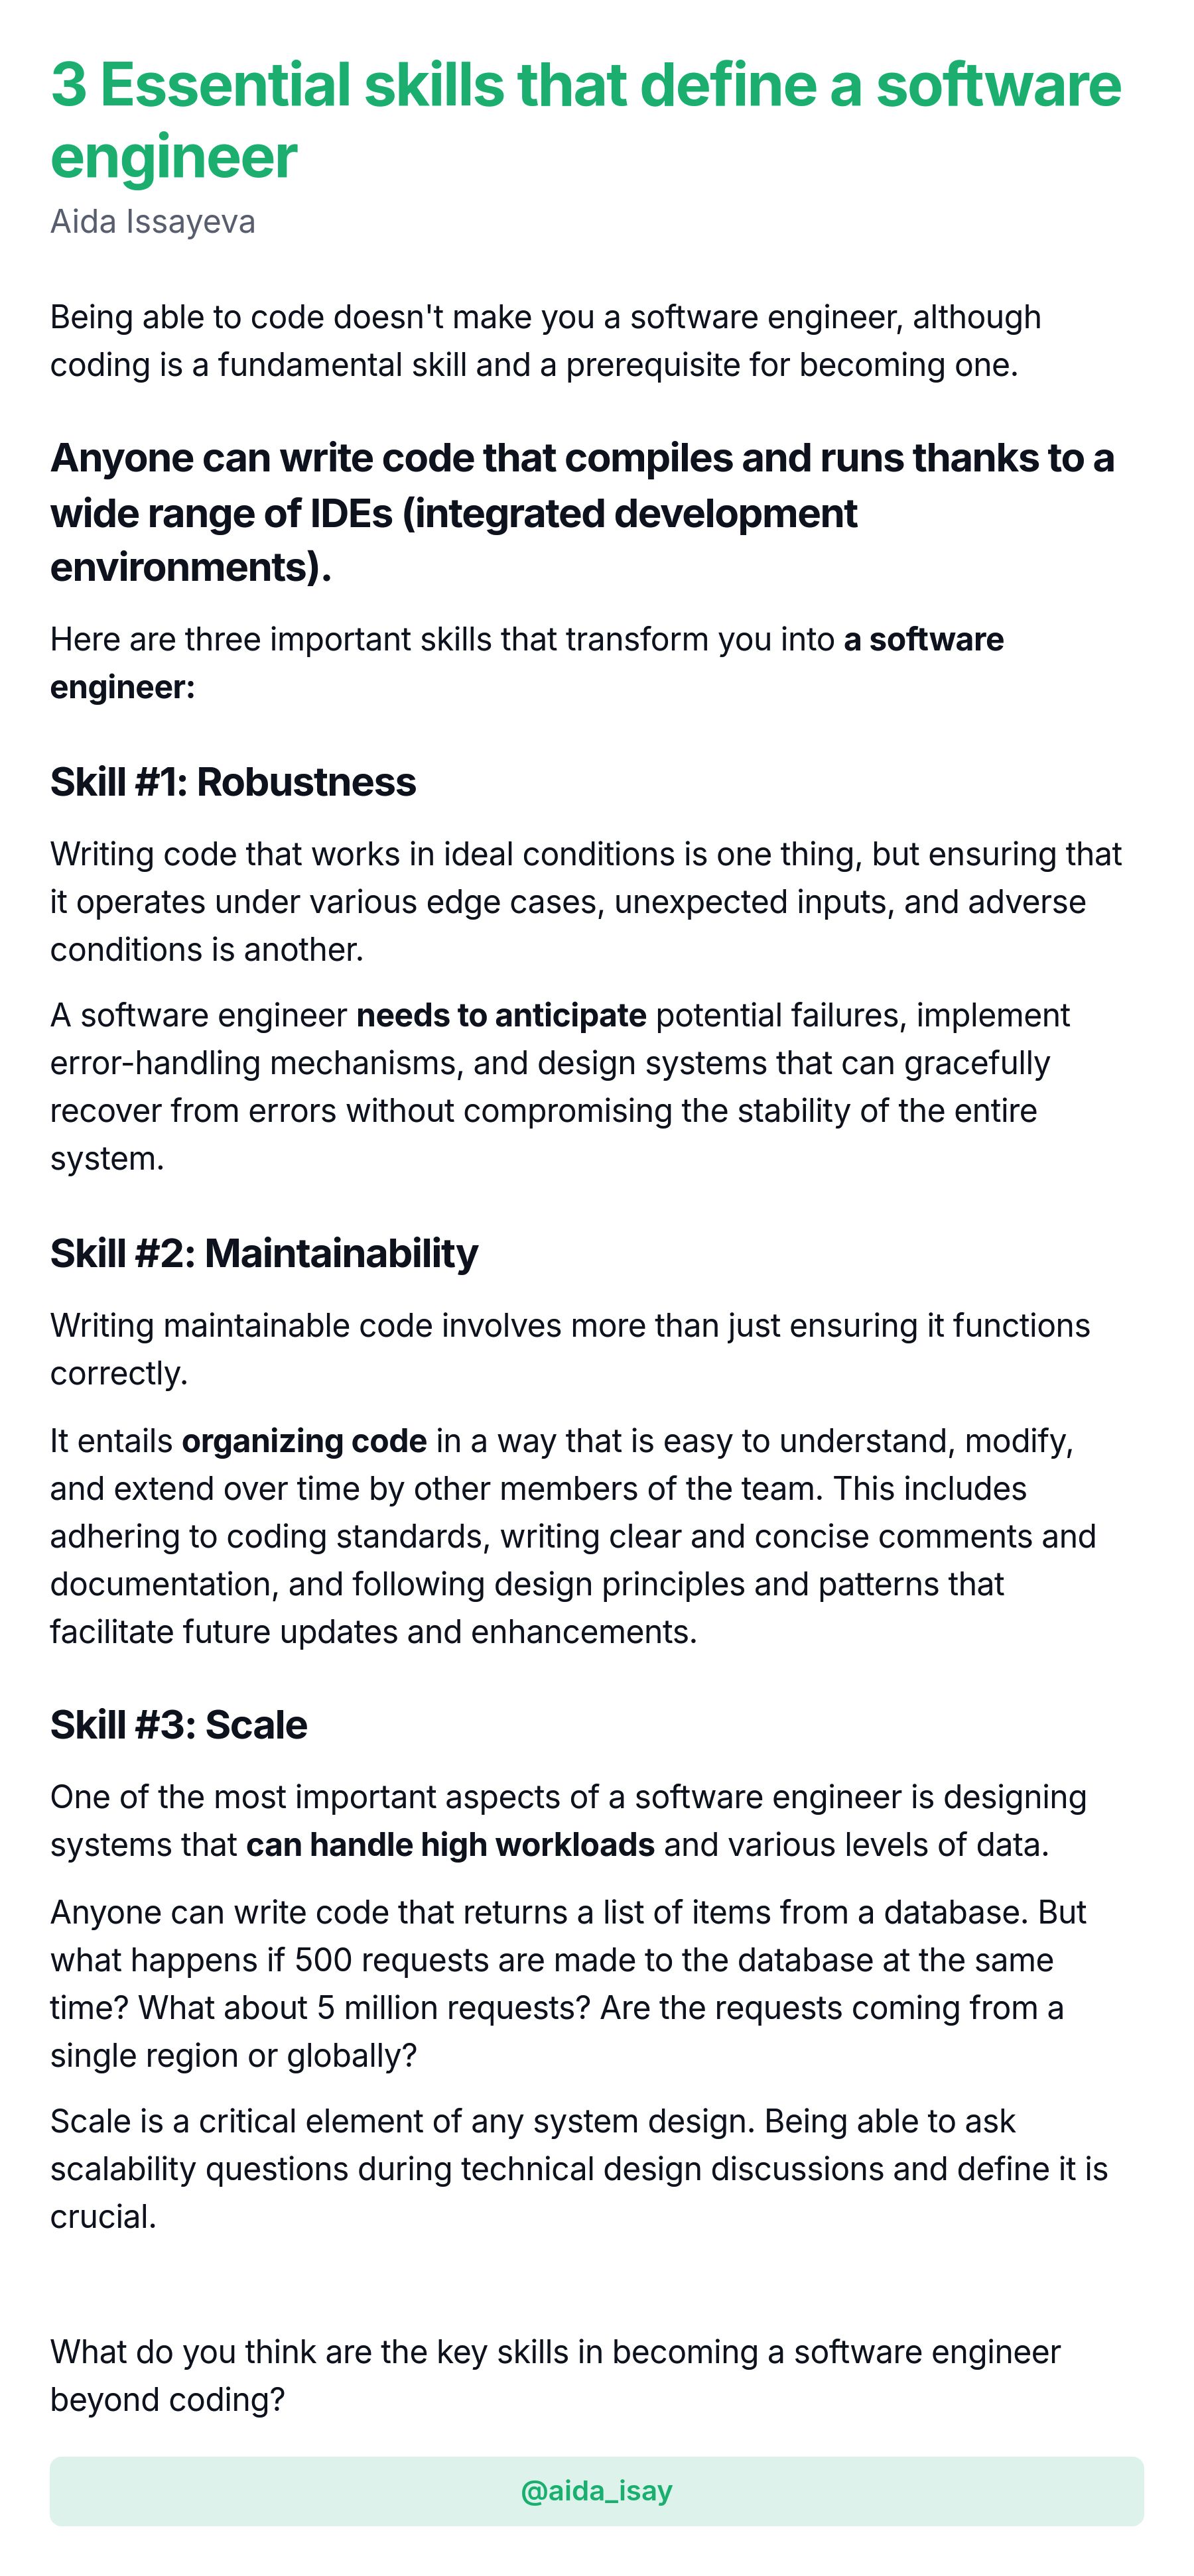 3 Essential skills that define a software
engineer
Aida Issayeva
Being able to code doesn't make you a software engineer, although
coding is a fundamental skill and a prerequisite for becoming one.
Anyone can write code that compiles and runs thanks to a
wide range of IDEs (integrated development
environments).
Here are three important skills that transform you into a software
engineer:
Skill #1: Robustness
Writing code that works in ideal conditions is one thing, but ensuring that
it operates under various edge cases, unexpected inputs, and adverse
conditions is another.
A software engineer needs to anticipate potential failures, implement
error-handling mechanisms, and design systems that can gracefully
recover from errors without compromising the stability of the entire
system.
Skill #2: Maintainability
Writing maintainable code involves more than just ensuring it functions
correctly.
It entails organizing code in a way that is easy to understand, modify,
and extend over time by other members of the team. This includes
adhering to coding standards, writing clear and concise comments and
documentation, and following design principles and patterns that
facilitate future updates and enhancements.
Skill #3: Scale
One of the most important aspects of a software engineer is designing
systems that can handle high workloads and various levels of data.
Anyone can write code that returns a list of items from a database. But
what happens if 500 requests are made to the database at the same
time? What about 5 million requests? Are the requests coming from a
single region or globally?
Scale is a critical element of any system design. Being able to ask
scalability questions during technical design discussions and define it is
crucial.
What do you think are the key skills in becoming a software engineer
beyond coding?
@aida_isay